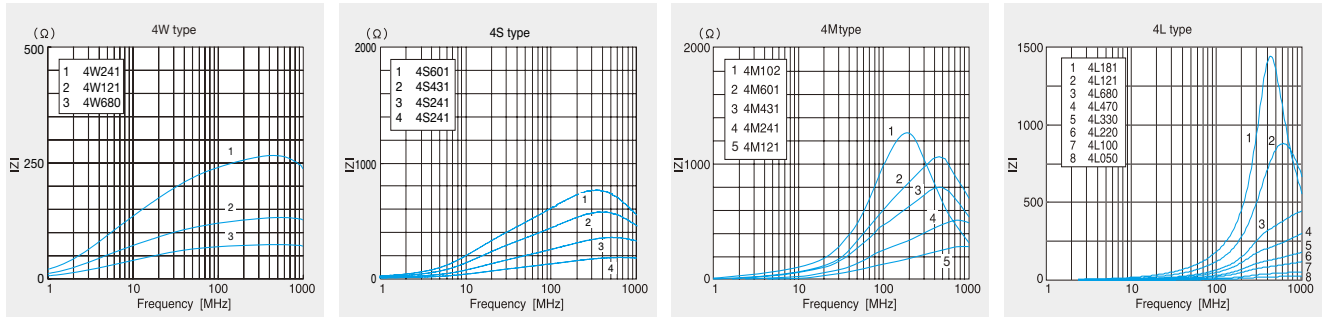 4W type
(Ω)
500
250
0
IZI
1 4W241
2 4W121
3 4W680
1
2
3
1 10 100 1000
Frequency [MHz]
4S type
(Ω)
2000
1000
0
IZI
1 4S601
2 4S431
3 4S241
4 4S241
1
2
3
4
1 10 100 1000
Frequency [MHz]
4Mtype
(Ω)
2000
1000
0
IZI
1 4M102
2 4M601
3 4M431
4 4M241
5 4M121
1
2
3
4
5
1 10 100 1000
Frequency [MHz]
4L type
1500
1000
500
0
IZI
1 4L181
2 4L121
3 4L680
4 4L470
5 4L330
6 4L220
7 4L100
8 4L050
1
2
3
4
5
6
7
8
1 10 100 1000
Frequency [MHz]